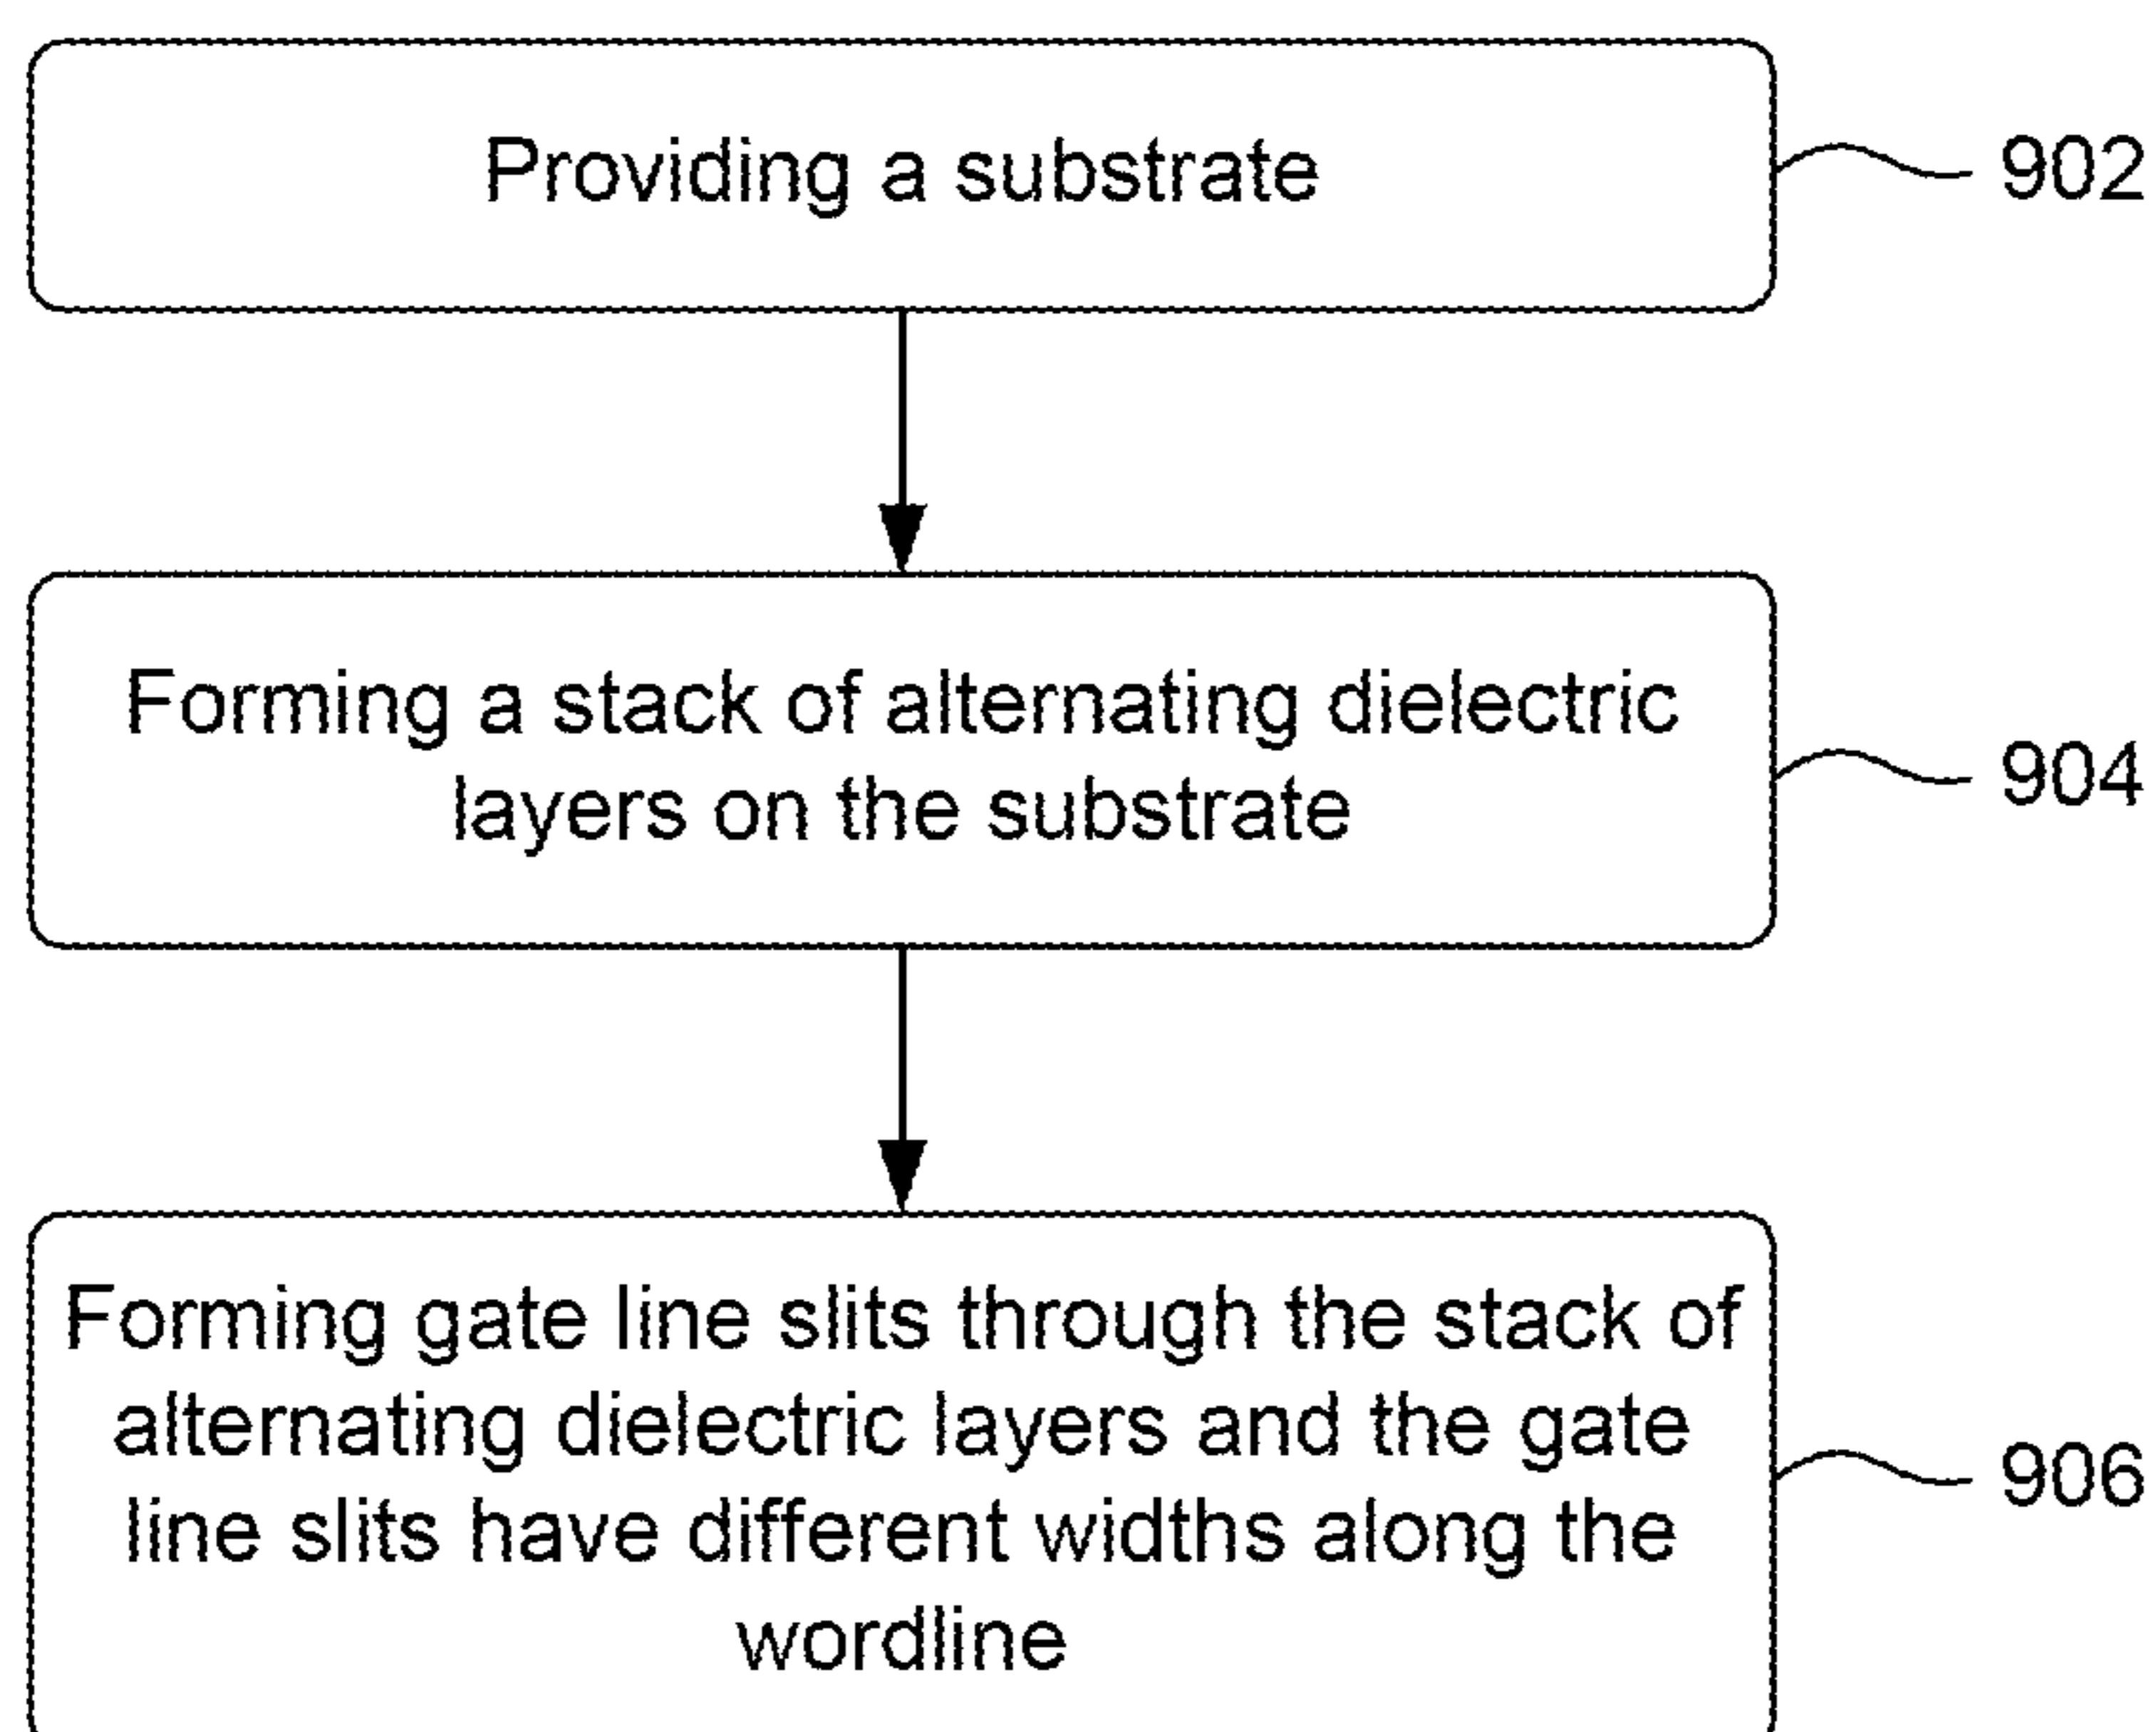 Providing a substrate
902
Forming a stack of alternating dielectric
layers on the substrate
904
Forming gate line slits through the stack of
alternating dielectric layers and the gate
line slits have different widths along the
wordline
906